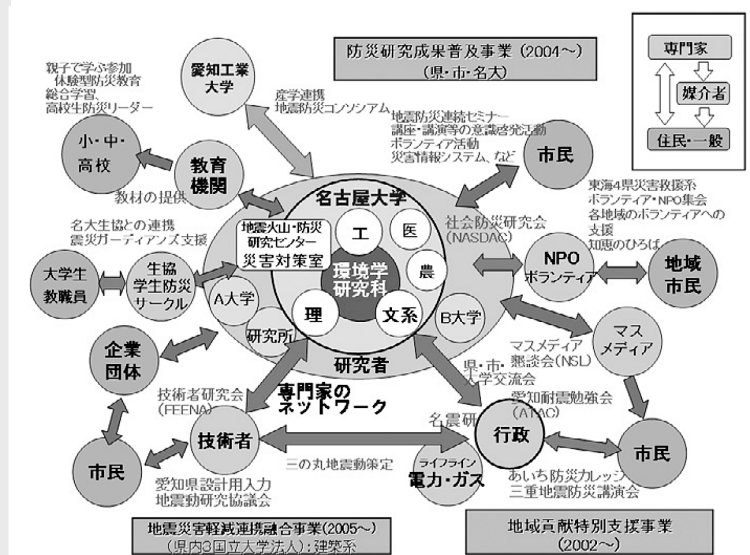 防災研究成果普及事業（2004～）
（県・市・名大）
専門家
媒介者
住民・一般
親子で学ぶ参加
体験型防災教育
総合学習、
高校生防災リーダー
愛知工業
大学
産学連携
地震防災コンソシアム
地震防災連続セミナー
講座・講演等の意識啓発活動
ボランティア活動
災害情報システム、など
市民
小・中・
高校
教育
機関
教材の提供
名古屋大学
東海4県災害救援系
ボランティア・NPO集会
各地域のボランティアへの
支援
知恵のひろば
名大生協との連携
震災ガーディアンズ支援
地震火山・防災
研究センター
災害対策室
工
医
農
文系
理
環境学
研究科
社会防災研究会
(NASDAC)
NPO
ボランティア
地域
市民
大学生
教職員
生協
学生防災
サークル
A大学
研究所
B大学
研究者
企業
団体
マス
メディア
マスメディア
懇談会(NSL)
県・市・
大学交流会
技術者研究会
(FEENA)
専門家の
ネットワーク
愛知耐震勉強会
(ATAC)
名震研
技術者
行政
市民
市民
三の丸地震動策定
ライフライン
電力・ガス
愛知県設計用入力
地震動研究協議会
あいち防災カレッジ
三重地震防災講演会
地震災害軽減連携融合事業(2005～)
（県内3国立大学法人）：建築系
地域貢献特別支援事業
(2002～)